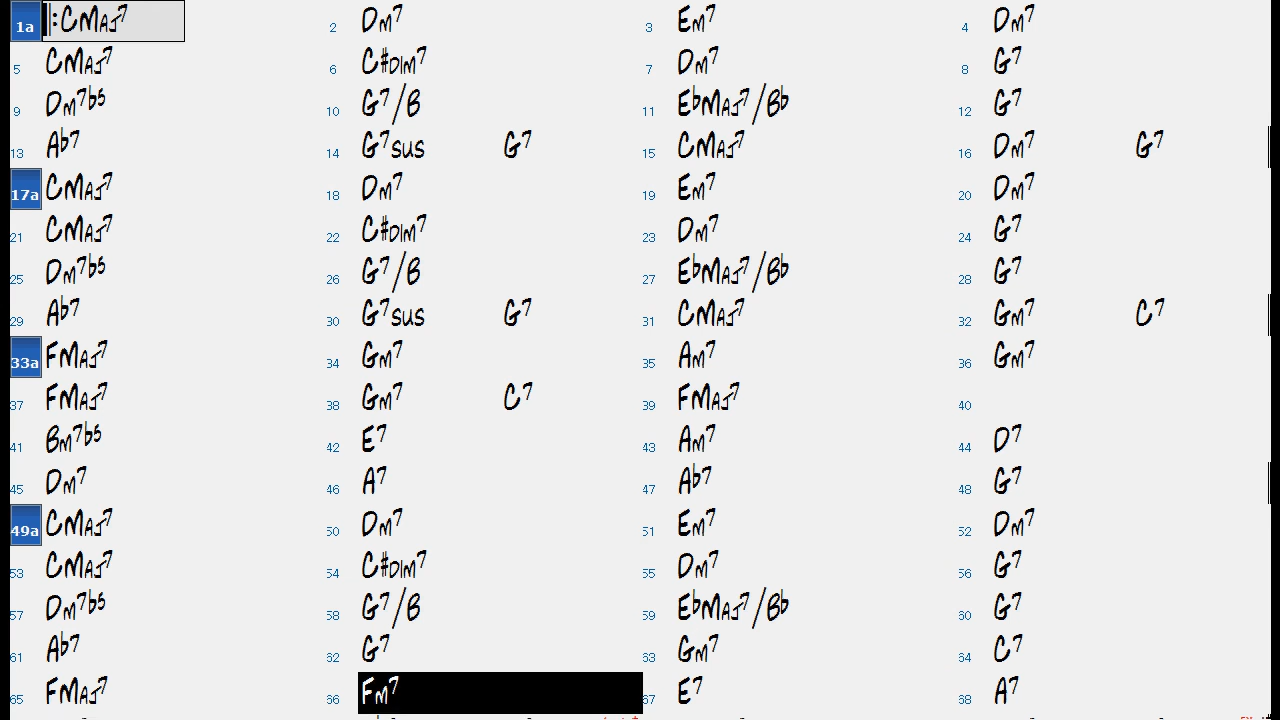 1a CMaj7 2 Dm7 3 Em7 4 Dm7
5 CMaj7 6 C#dim7 7 Dm7 8 G7
9 Dm7b5 10 G7/B 11 EbMaj7/Bb 12 G7
13 Ab7 14 G7sus G7 15 CMaj7 16 Dm7 G7
17a CMaj7 18 Dm7 19 Em7 20 Dm7
21 CMaj7 22 C#dim7 23 Dm7 24 G7
25 Dm7b5 26 G7/B 27 EbMaj7/Bb 28 G7
29 Ab7 30 G7sus G7 31 CMaj7 32 Gm7 C7
33a FMaj7 34 Gm7 35 Am7 36 Gm7
37 FMaj7 38 Gm7 C7 39 FMaj7 40
41 Bm7b5 42 E7 43 Am7 44 D7
45 Dm7 46 A7 47 Ab7 48 G7
49a CMaj7 50 Dm7 51 Em7 52 Dm7
53 CMaj7 54 C#dim7 55 Dm7 56 G7
57 Dm7b5 58 G7/B 59 EbMaj7/Bb 60 G7
61 Ab7 62 G7 63 Gm7 64 C7
65 FMaj7 66 Fm7 67 E7 68 A7